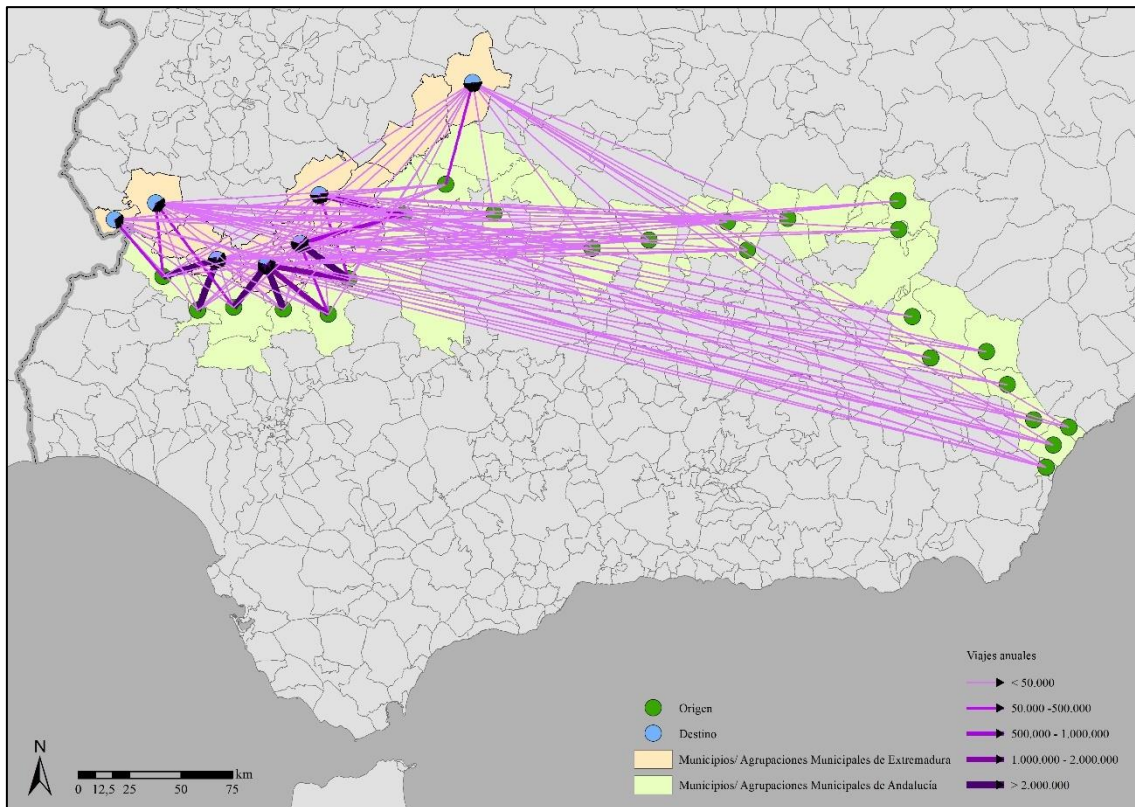 Viajes anuales
< 50.000
50.000 -500.000
500,000 - 1.000.000
1.000.000 - 2.000.000
> 2.000.000
Origen
Destino
Municipios/ Agrupaciones Municipales de Extremadura
Municipios/ Agrupaciones Municipales de Andalucía
N
km
0 12,5 25 50 75